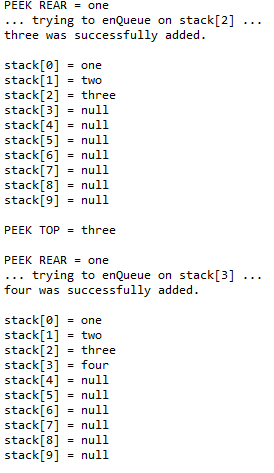 PEEK REAR = one
... trying to enQueue on stack[2] ...
three was successfully added.
stack[0] = one
stack[1] = two
stack[2] = three
stack[3] = null
stack[4] = null
stack[5] = null
stack[6] = null
stack[7] = null
stack[8] = null
stack[9] = null
PEEK TOP = three
PEEK REAR = one
... trying to enQueue on stack[3] ...
four was successfully added.
stack[0] = one
stack[1] = two
stack[2] = three
stack[3] = four
stack[4] = null
stack[5] = null
stack[6] = null
stack[7] = null
stack[8] = null
stack[9] = null